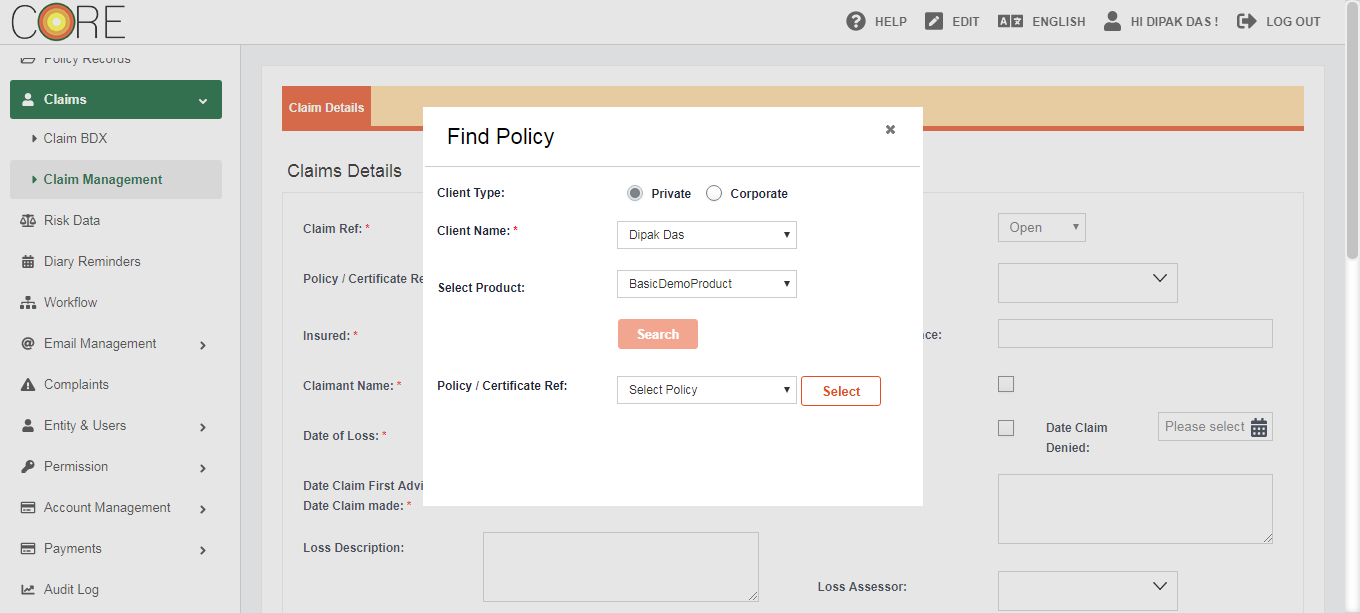 CORE
HELP
EDIT
ENGLISH
HI DIPAK DAS !
LOG OUT
Policy Records
Claims
Claim BDX
Claim Management
Risk Data
Diary Reminders
Workflow
Email Management
Complaints
Entity & Users
Permission
Account Management
Payments
Audit Log
Claim Details
Claims Details
Claim Ref: *
Open
Policy / Certificate Re
Insured: *
ce:
Claimant Name: *
Date of Loss: *
Date Claim
Denied:
Please select
Date Claim First Advi
Date Claim made: *
Loss Description:
Loss Assessor:
Find Policy
Client Type:
Private
Corporate
Client Name: *
Dipak Das
Select Product:
BasicDemoProduct
Search
Policy / Certificate Ref:
Select Policy
Select